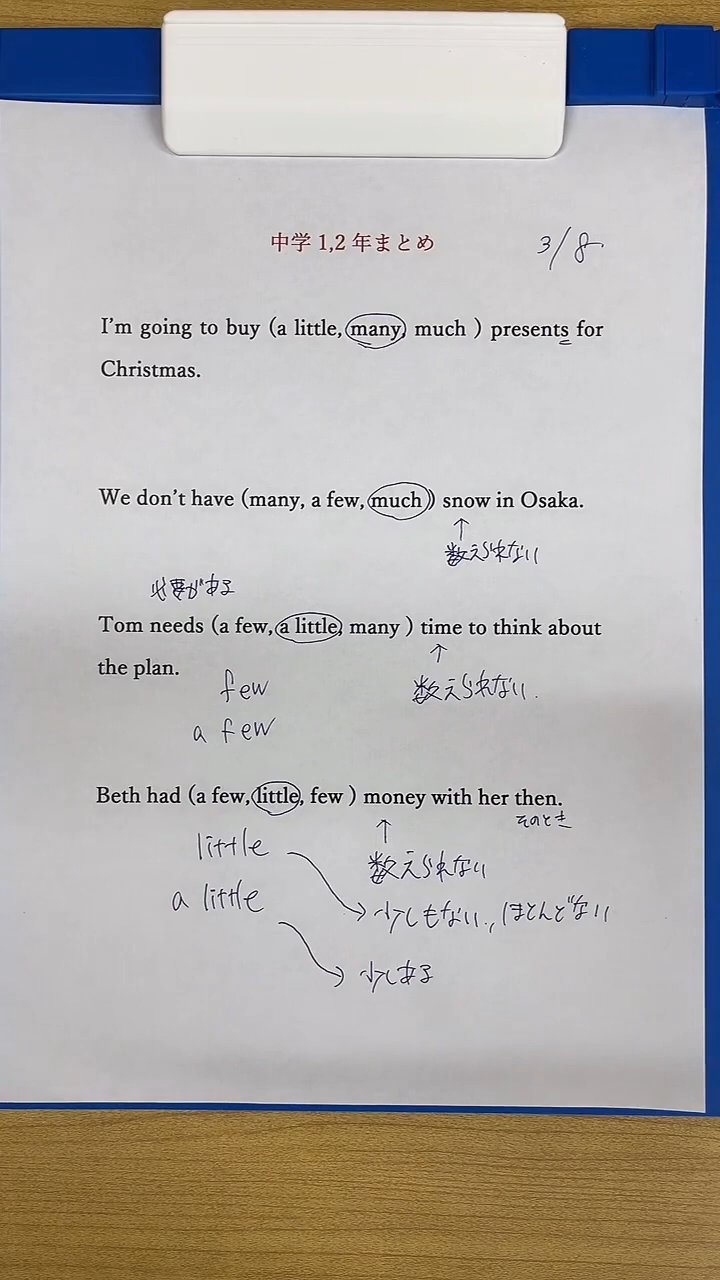 中学 1,2 年まとめ 3/8
I'm going to buy (a little, many, much ) presents for
Christmas.
We don't have (many, a few, much ) snow in Osaka.
↑
数えられない
必要がある
Tom needs (a few, a little, many ) time to think about
the plan.
↑
数えられない.
few
a few
Beth had (a few, little, few ) money with her then.
そのとき
↑
数えられない
little
a little
少しもない, ほとんどない
少しある